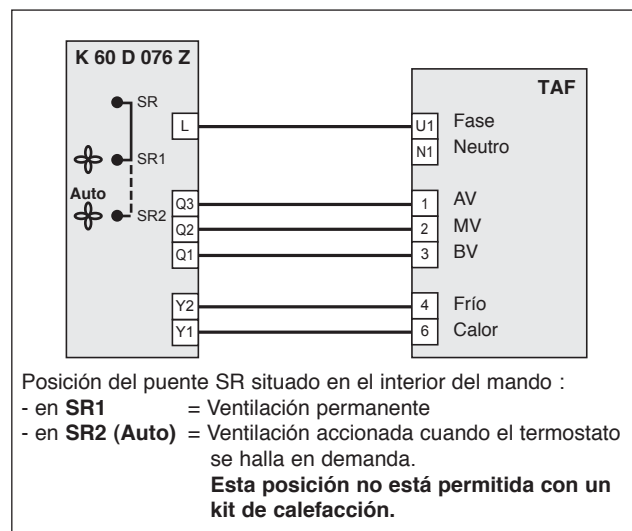 K 60 D 076 Z
TAF
SR
L
U1 Fase
N1 Neutro
SR1
Auto
SR2
Q3
1 AV
Q2
2 MV
Q1
3 BV
Y2
4 Frío
Y1
6 Calor
Posición del puente SR situado en el interior del mando :
- en SR1 = Ventilación permanente
- en SR2 (Auto) = Ventilación accionada cuando el termostato
se halla en demanda.
Esta posición no está permitida con un
kit de calefacción.